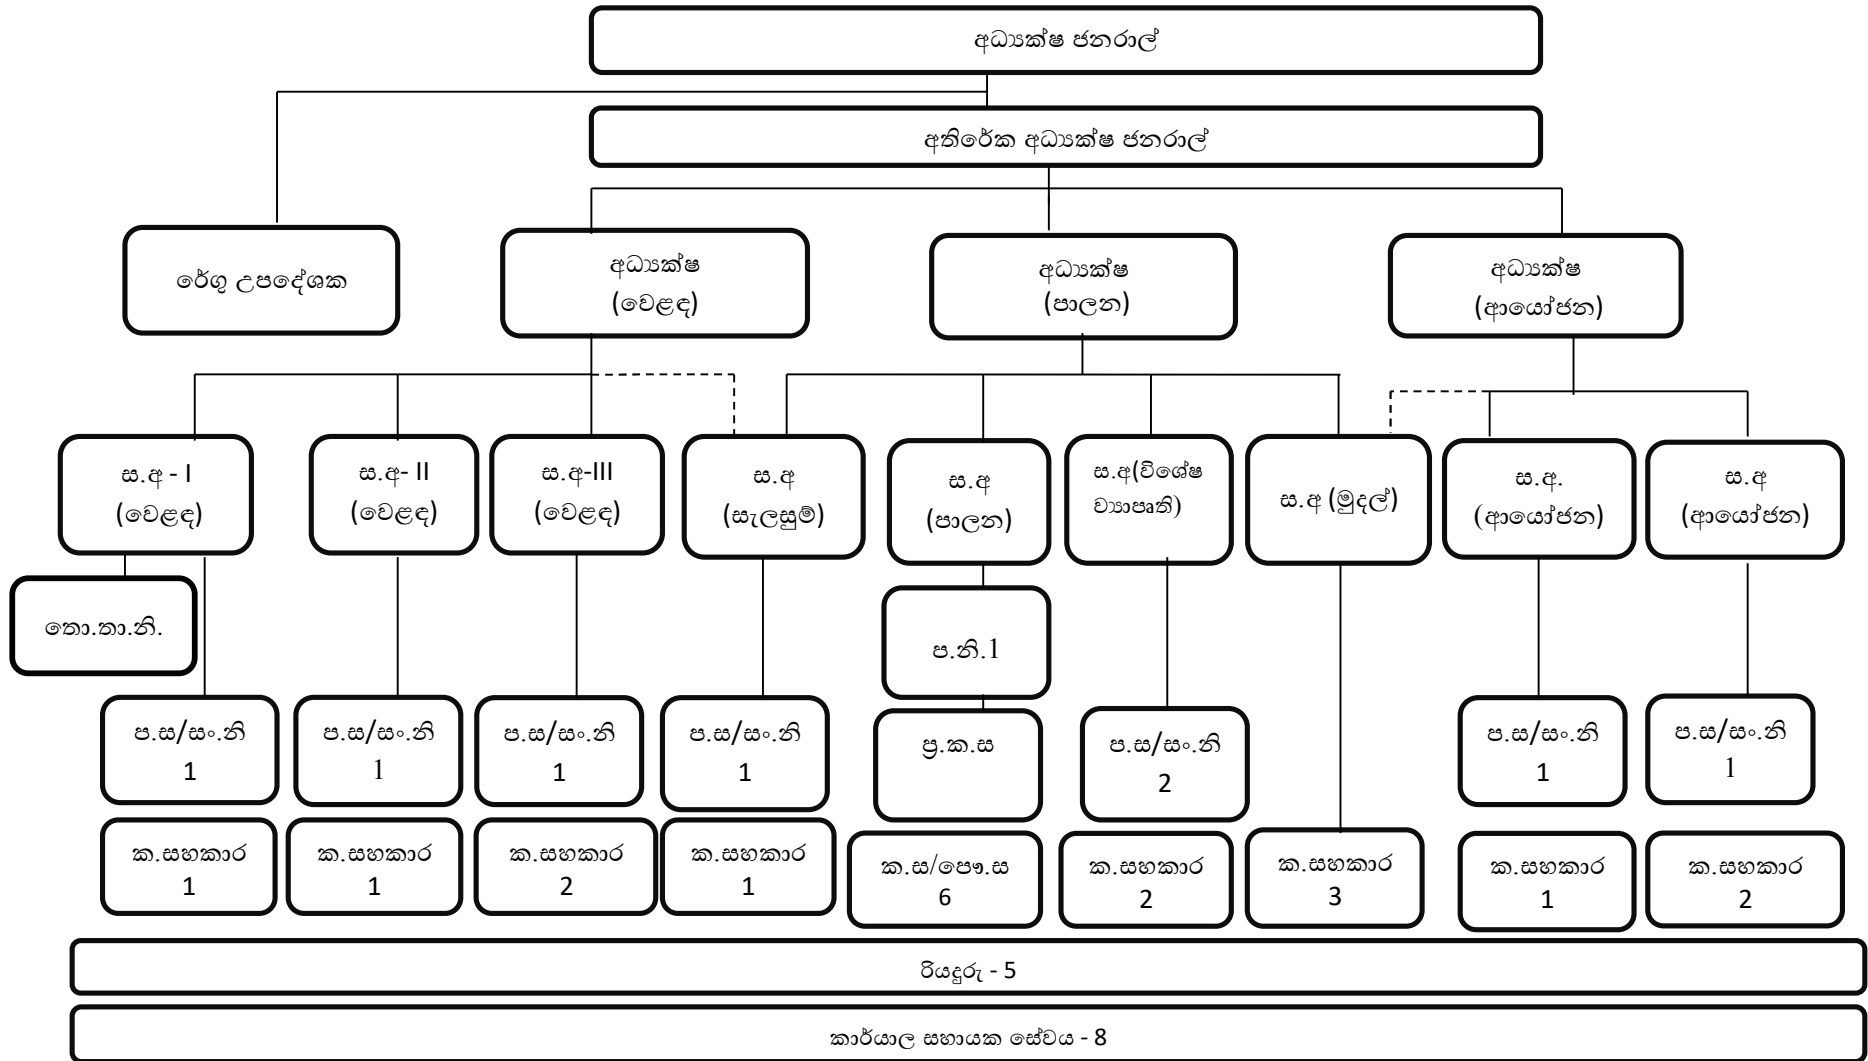 අධ්‍යක්ෂ ජනරාල්
අතිරේක අධ්‍යක්ෂ ජනරාල්
රේගු උපදේශක
අධ්‍යක්ෂ
(වෙළඳ)
අධ්‍යක්ෂ
(පාලන)
අධ්‍යක්ෂ
(ආයෝජන)
ස.අ - I
(වෙළඳ)
ස.අ- II
(වෙළඳ)
ස.අ-III
(වෙළඳ)
ස.අ
(සැලසුම්)
ස.අ
(පාලන)
ස.අ(විශේෂ
ව්‍යාපෘති)
ස.අ (මුදල්)
ස.අ.
(ආයෝජන)
ස.අ
(ආයෝජන)
තො.තා.නි.
ප.නි.1
ප.ස/සං.නි
1
ප.ස/සං.නි
1
ප.ස/සං.නි
1
ප.ස/සං.නි
1
ප්‍ර.ක.ස
ප.ස/සං.නි
2
ප.ස/සං.නි
1
ප.ස/සං.නි
1
ක.සහකාර
1
ක.සහකාර
1
ක.සහකාර
2
ක.සහකාර
1
ක.ස/පෞ.ස
6
ක.සහකාර
2
ක.සහකාර
3
ක.සහකාර
1
ක.සහකාර
2
රියදුරු - 5
කාර්යාල සහායක සේවය - 8